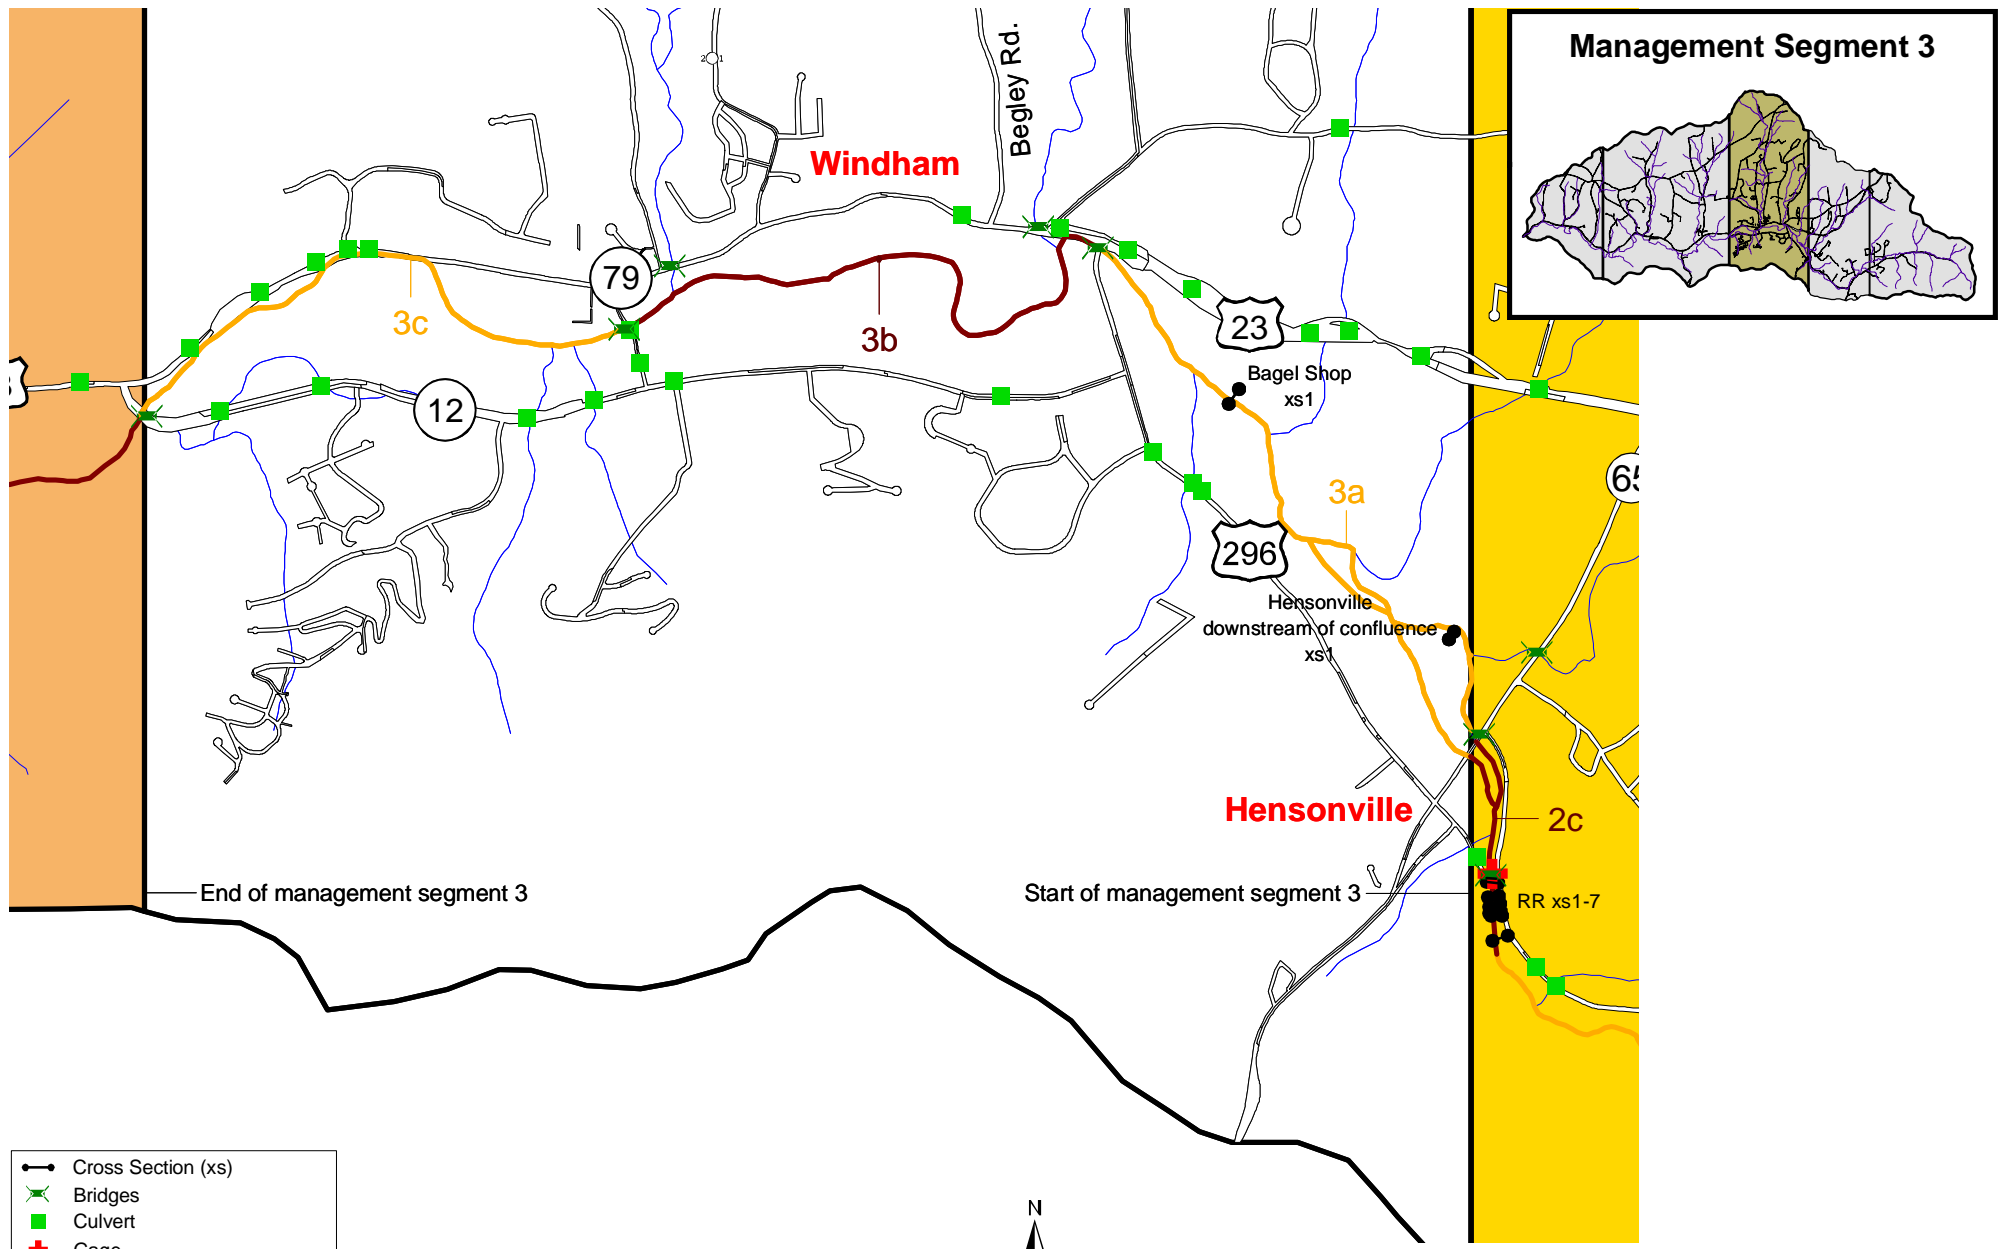 Management Segment 3
Begley Rd.
2 1
Windham
79
3c
3b
23
Bagel Shop
xs1
12
3a
65
296
Hensonville
downstream of confluence
xs1
Hensonville
2c
End of management segment 3
Start of management segment 3
RR xs1-7
Cross Section (xs)
Bridges
Culvert
N